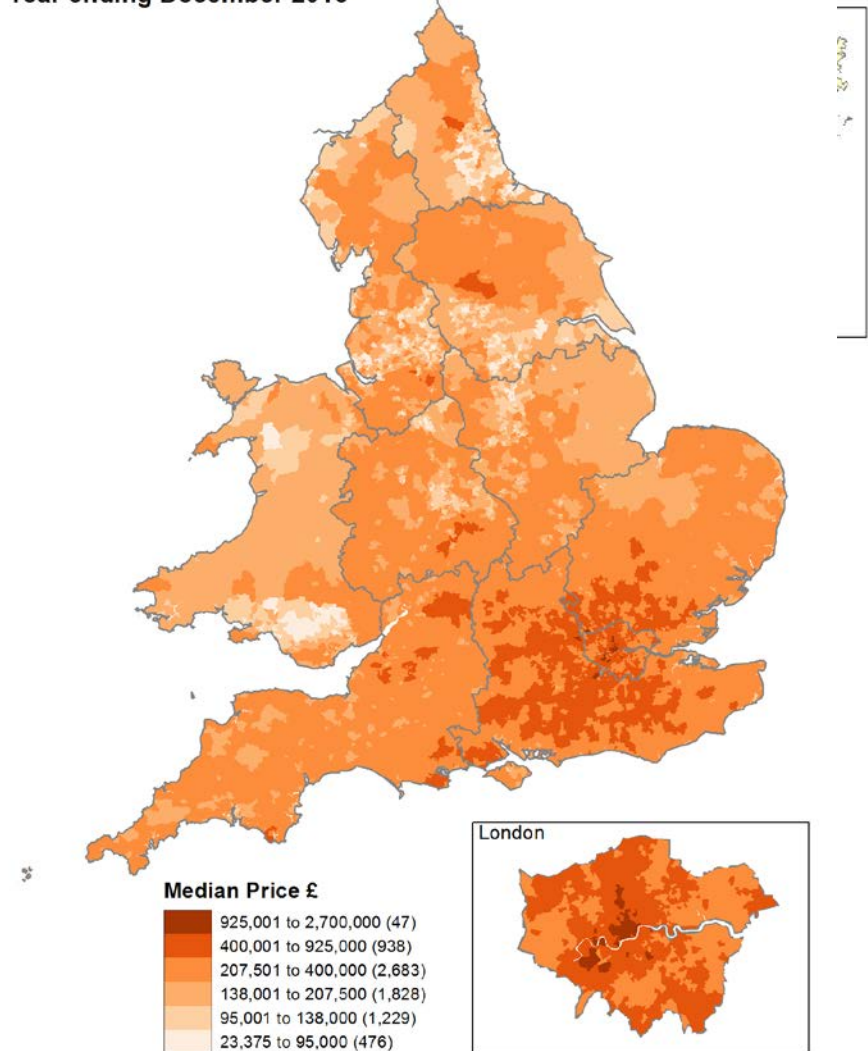 London
Median Price £
925,001 to 2,700,000 (47)
400,001 to 925,000 (938)
207,501 to 400,000 (2,683)
138,001 to 207,500 (1,828)
95,001 to 138,000 (1,229)
23,375 to 95,000 (476)